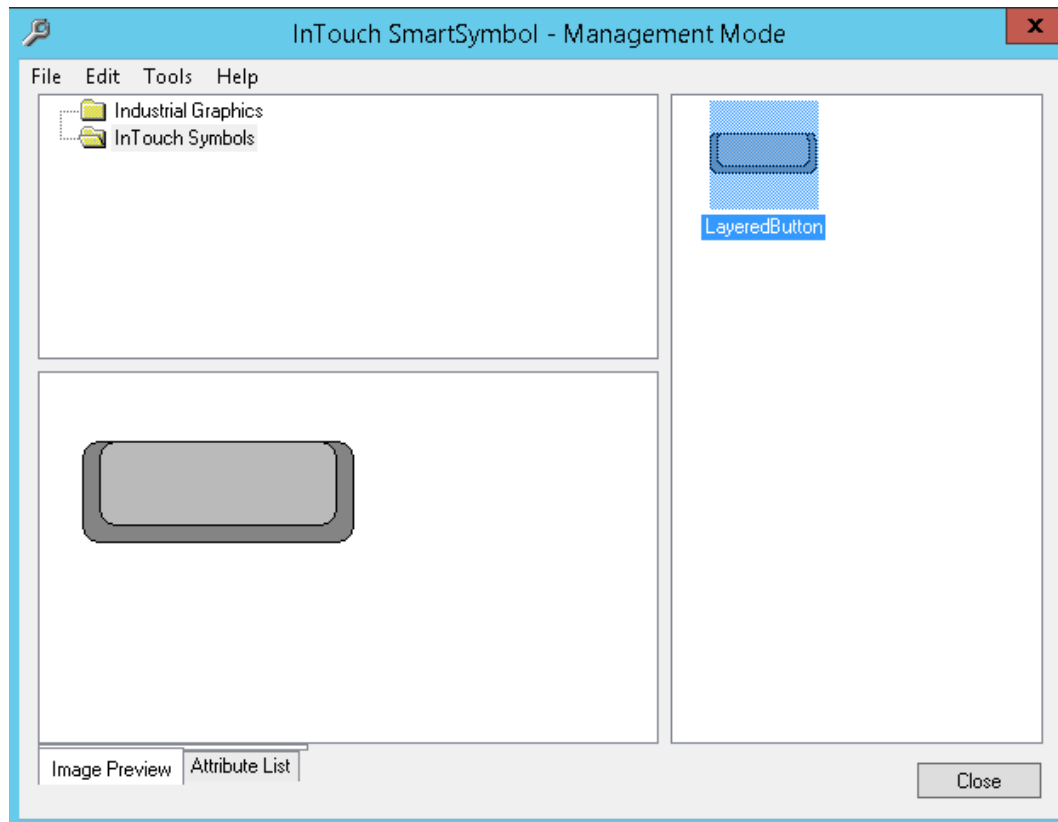 InTouch SmartSymbol - Management Mode
x
File Edit Tools Help
Industrial Graphics
InTouch Symbols
LayeredButton
Image Preview Attribute List
Close